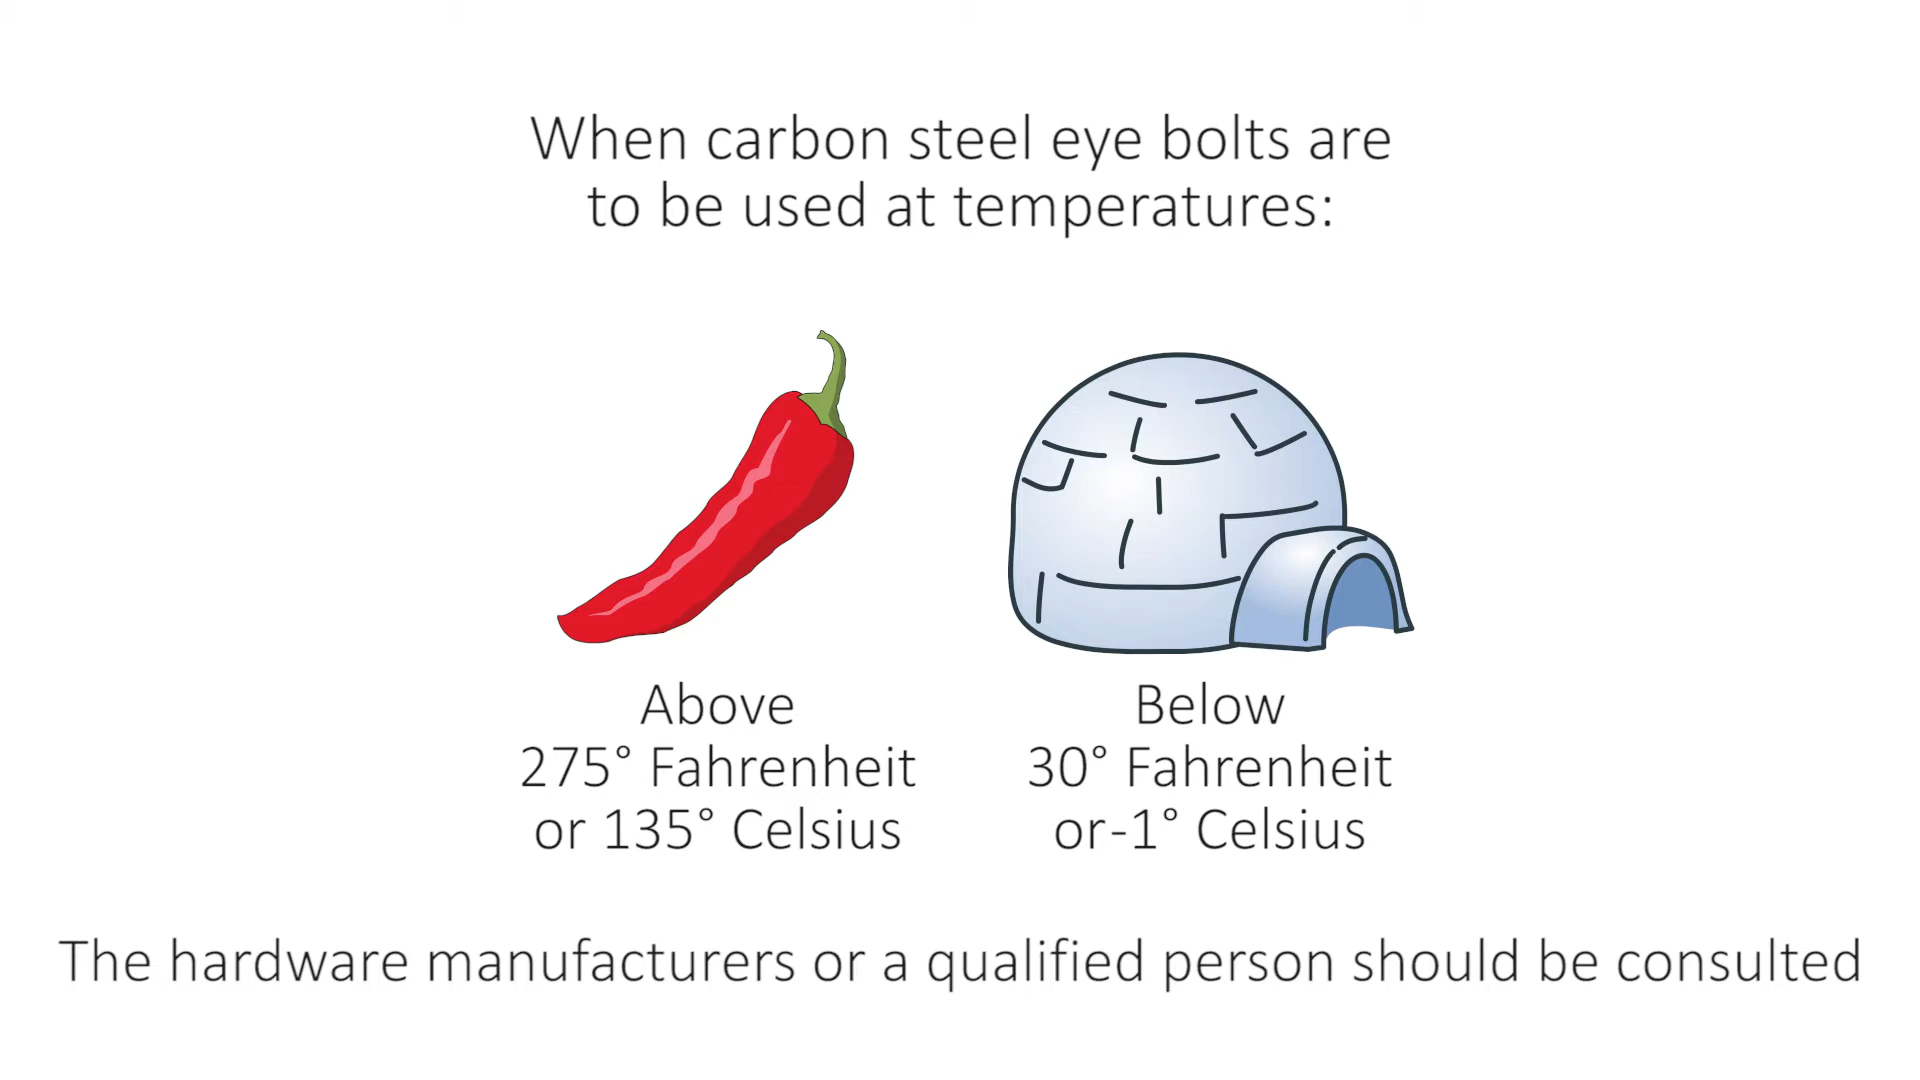 When carbon steel eye bolts are
to be used at temperatures:
Above
275° Fahrenheit
or 135° Celsius
Below
30° Fahrenheit
or-1° Celsius
The hardware manufacturers or a qualified person should be consulted